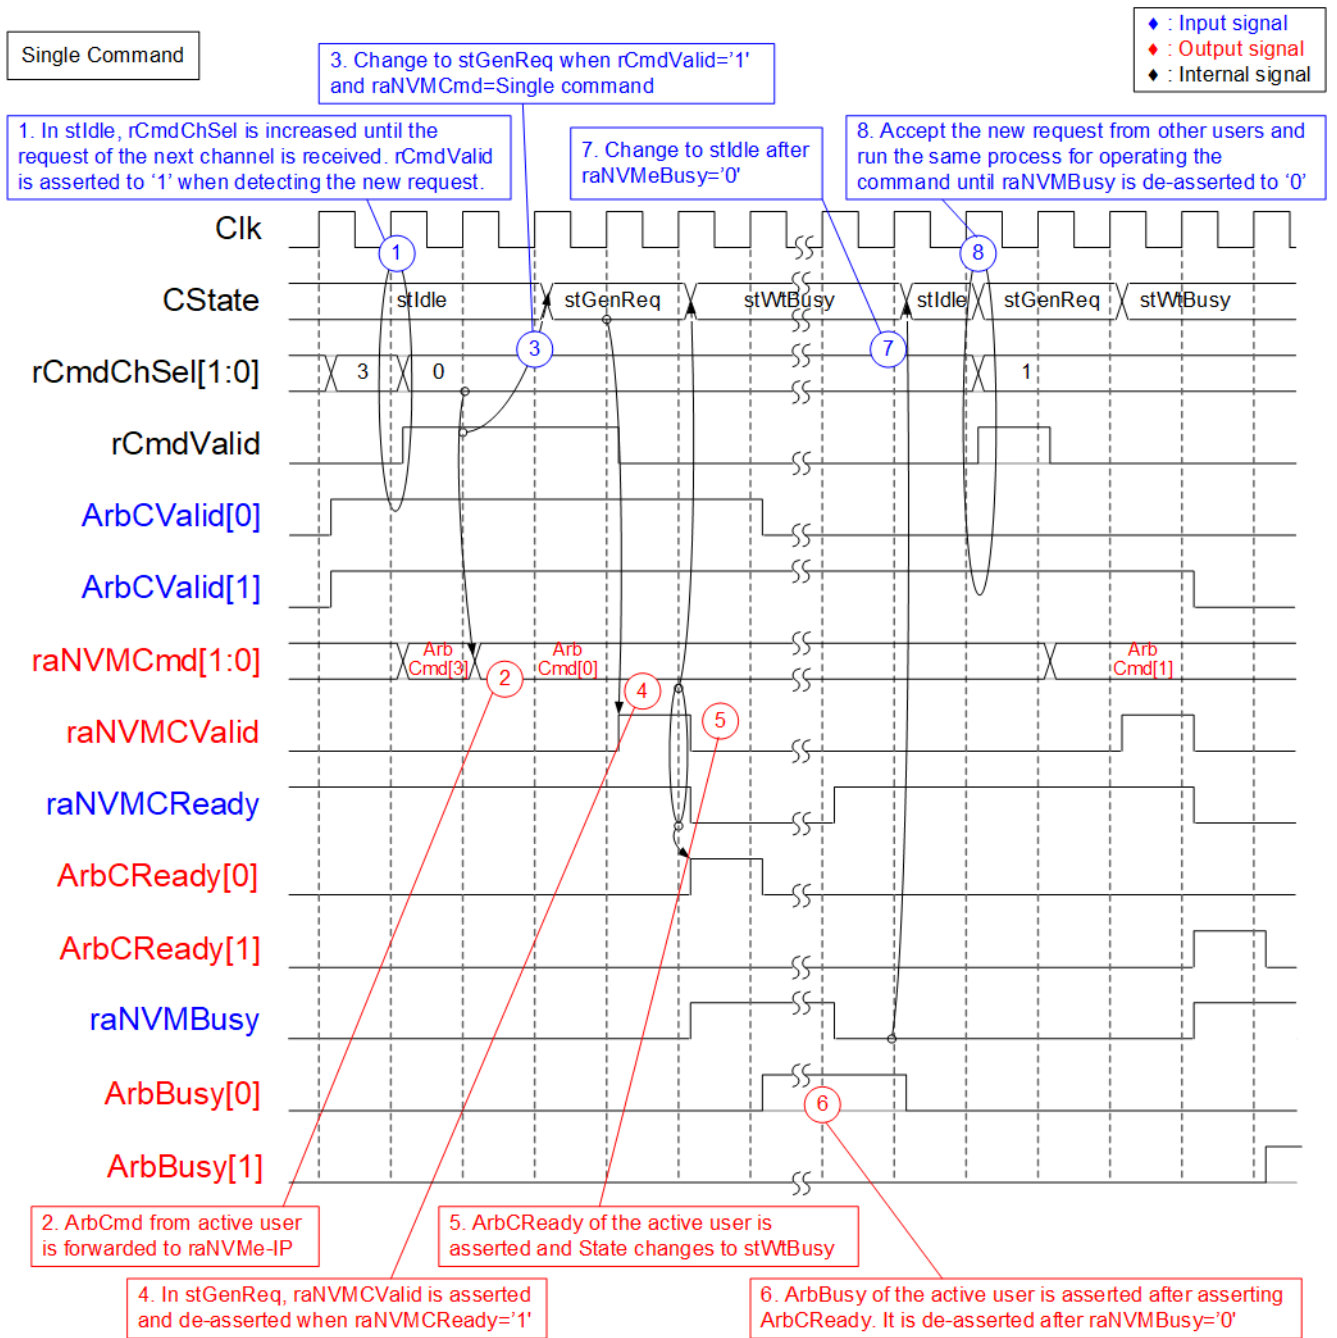 ♦ : Input signal
♦ : Output signal
♦ : Internal signal
Single Command
3. Change to stGenReq when rCmdValid='1'
and raNVMCmd=Single command
1. In stIdle, rCmdChSel is increased until the
request of the next channel is received. rCmdValid
is asserted to ‘1’ when detecting the new request.
7. Change to stIdle after
raNVMeBusy='0'
8. Accept the new request from other users and
run the same process for operating the
command until raNVMBusy is de-asserted to ‘0’
Clk
1
8
CState
stIdle
stGenReq
stWtBusy
stIdle
stGenReq
stWtBusy
3
7
rCmdChSel[1:0]
3
0
1
rCmdValid
ArbCValid[0]
ArbCValid[1]
raNVMCmd[1:0]
Arb
Cmd[3]
Arb
Cmd[0]
Arb
Cmd[1]
2
4
5
raNVMCValid
raNVMCReady
ArbCReady[0]
ArbCReady[1]
raNVMBusy
ArbBusy[0]
6
ArbBusy[1]
2. ArbCmd from active user
is forwarded to raNVMe-IP
5. ArbCReady of the active user is
asserted and State changes to stWtBusy
4. In stGenReq, raNVMCValid is asserted
and de-asserted when raNVMCReady='1'
6. ArbBusy of the active user is asserted after asserting
ArbCReady. It is de-asserted after raNVMBusy='0'